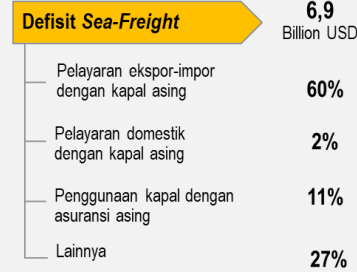 Defisit Sea-Freight
6,9
Billion USD
Pelayaran ekspor-impor
dengan kapal asing
60%
Pelayaran domestik
dengan kapal asing
2%
Penggunaan kapal dengan
asuransi asing
11%
Lainnya
27%